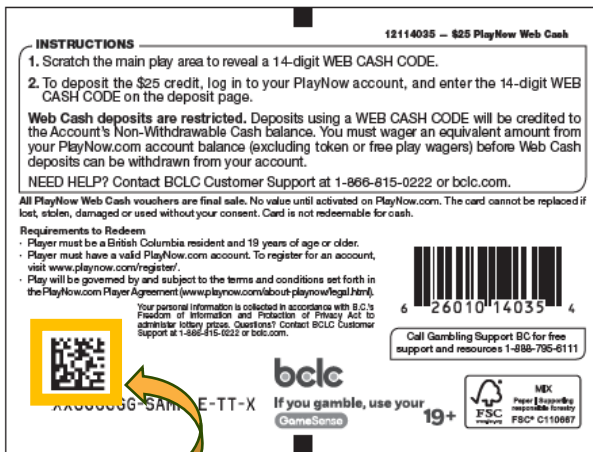 12114035 – $25 PlayNow Web Cash
INSTRUCTIONS
1. Scratch the main play area to reveal a 14-digit WEB CASH CODE.
2. To deposit the $25 credit, log in to your PlayNow account, and enter the 14-digit WEB
CASH CODE on the deposit page.
Web Cash deposits are restricted. Deposits using a WEB CASH CODE will be credited to
the Account's Non-Withdrawable Cash balance. You must wager an equivalent amount from
your PlayNow.com account balance (excluding token or free play wagers) before Web Cash
deposits can be withdrawn from your account.
NEED HELP? Contact BCLC Customer Support at 1-866-815-0222 or bclc.com.
All PlayNow Web Cash vouchers are final sale. No value until activated on PlayNow.com. The card cannot be replaced if
lost, stolen, damaged or used without your consent. Card is not redeemable for cash.
Requirements to Redeem
· Player must be a British Columbia resident and 19 years of age or older.
· Player must have a valid PlayNow.com account. To register for an account,
visit www.playnow.com/register/.
· Play will be governed by and subject to the terms and conditions set forth in
the PlayNow.com Player Agreement (www.playnow.com/about-playnow/legal.html).
Your personal information is collected in accordance with B.C.'s
Freedom of Information and Protection of Privacy Act to
administer lottery prizes. Questions? Contact BCLC Customer
Support at 1-866-815-0222 or bclc.com.
6 26010 14035 4
Call Gambling Support BC for free
support and resources 1-888-795-6111
bclc
If you gamble, use your
GameSense
19+
FSC
www.fsc.org
MIX
Paper | Supporting
responsible forestry
FSC® C110667
E-TT-X